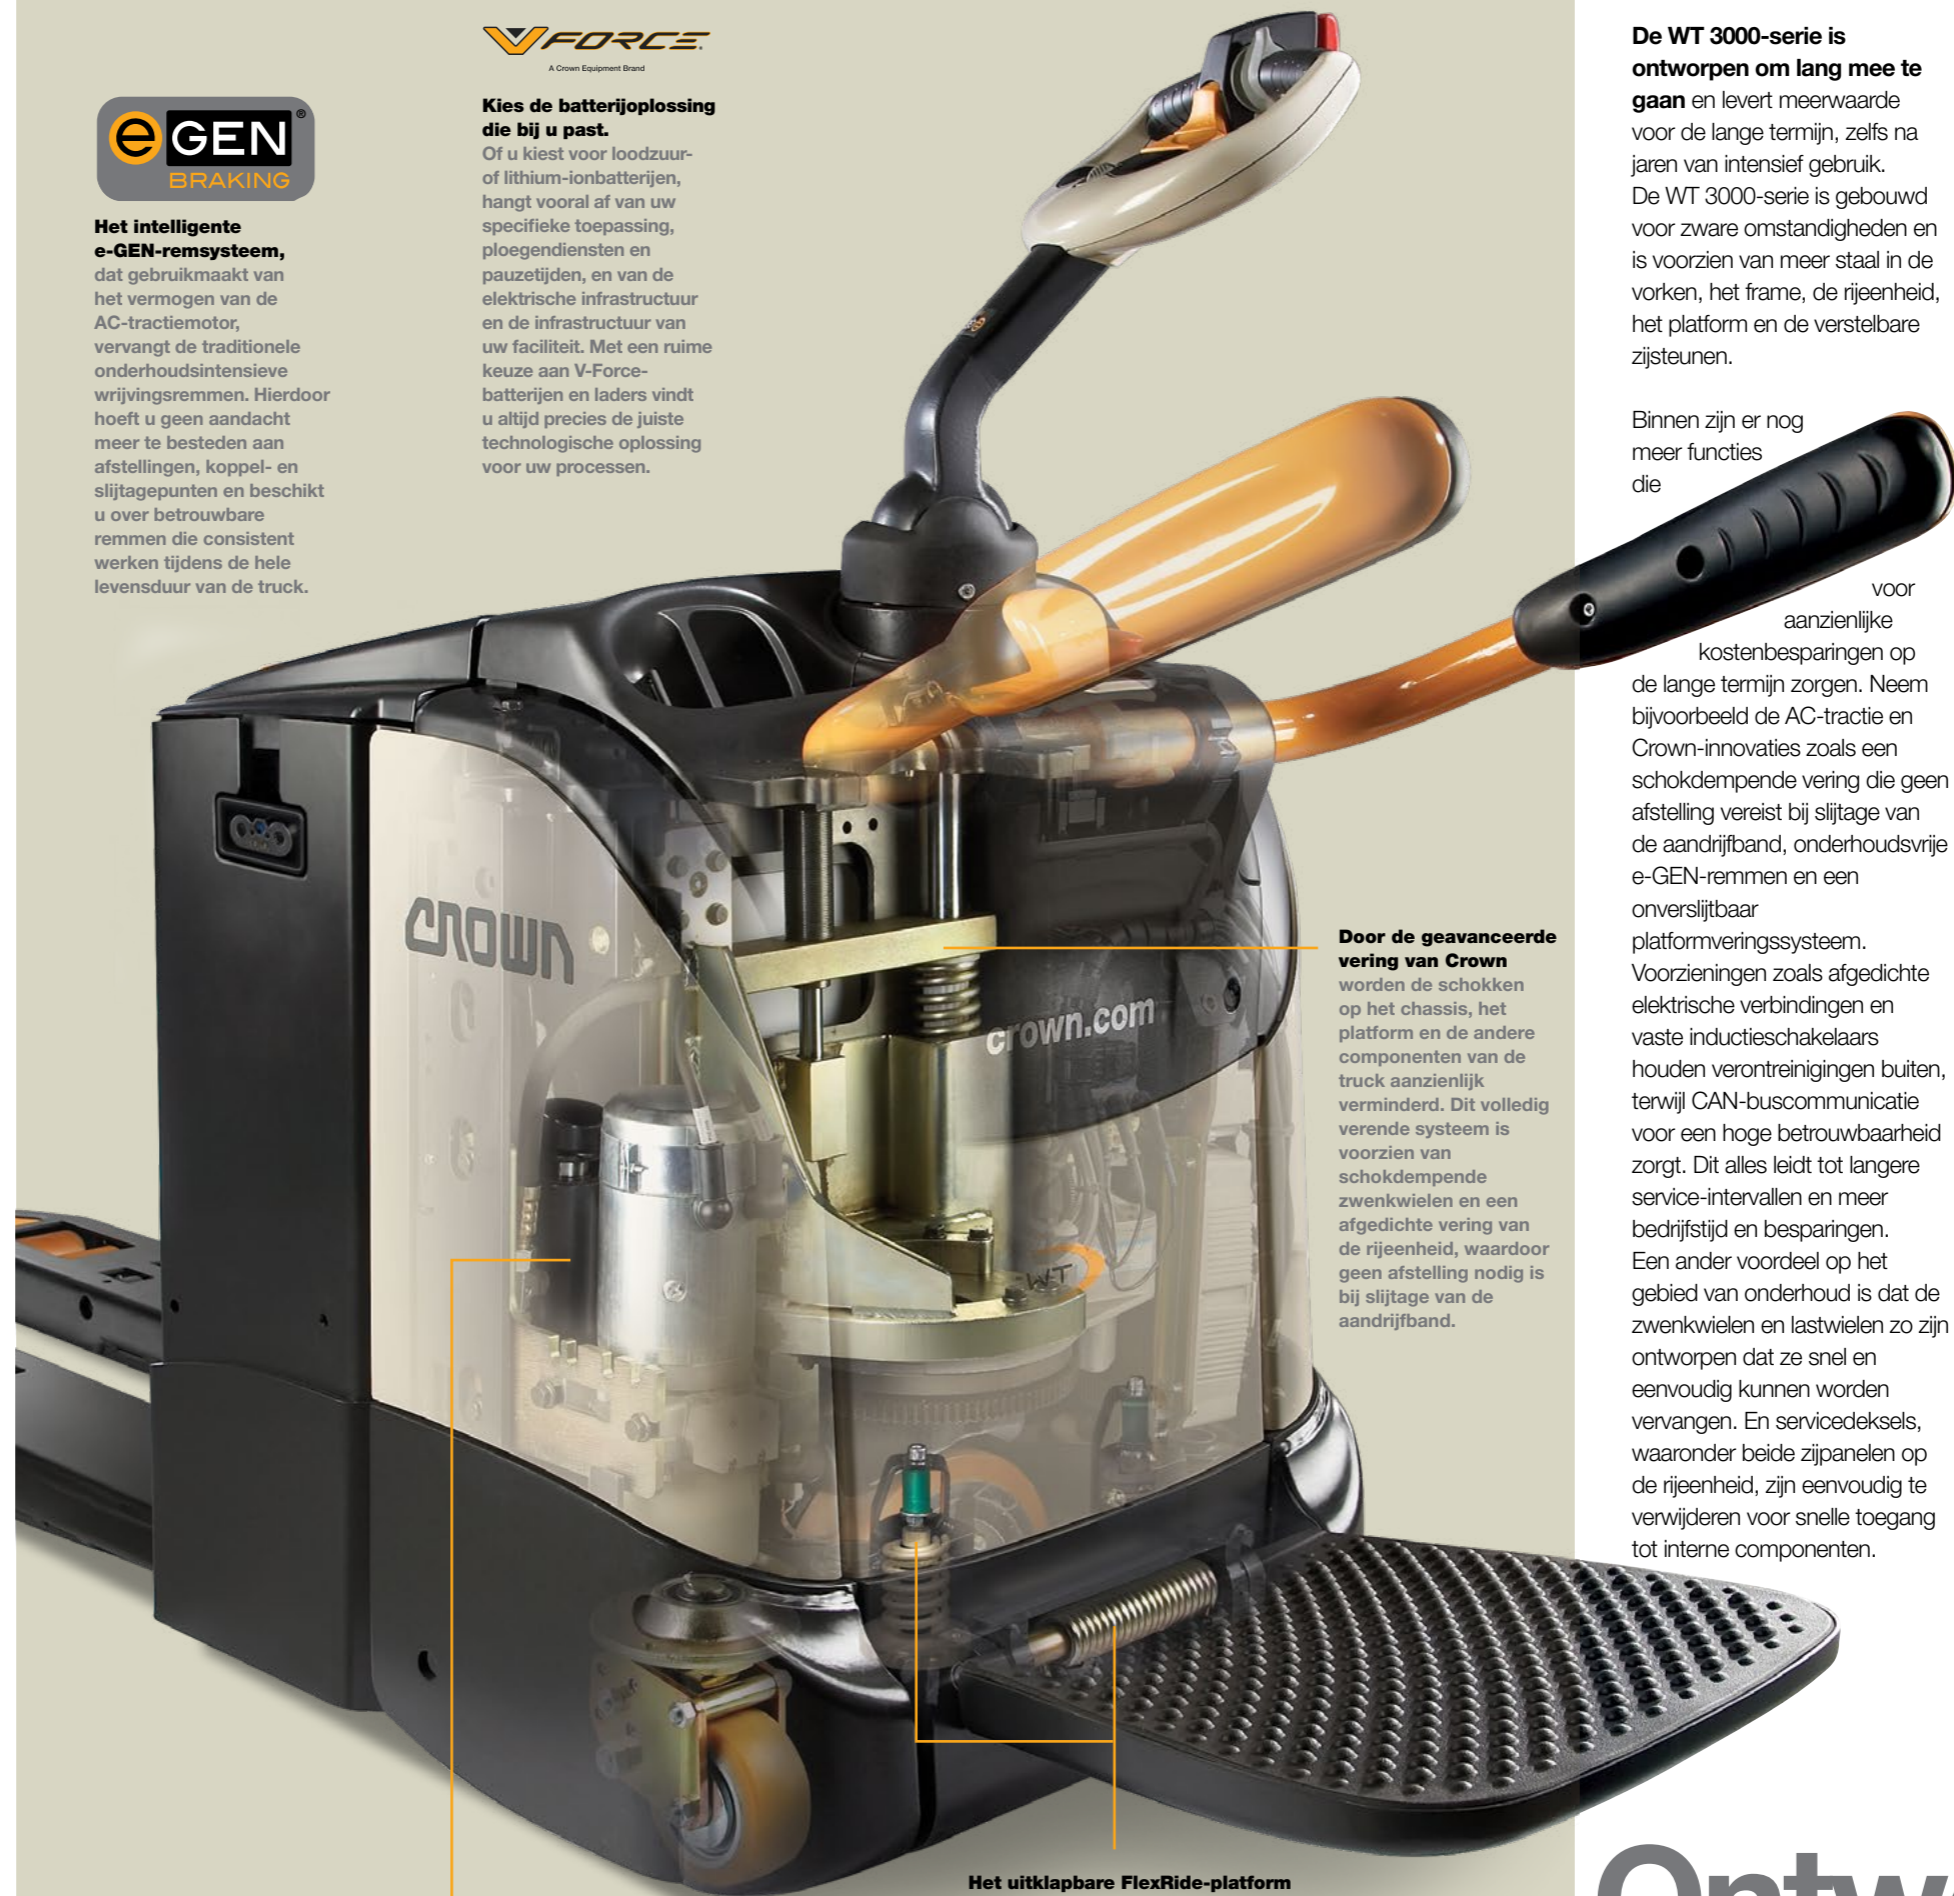 e GEN®
BRAKING
Het intelligente
e-GEN-remsysteem,
dat gebruikmaakt van
het vermogen van de
AC-tractiemotor,
vervangt de traditionele
onderhoudsintensieve
wrijvingsremmen. Hierdoor
hoeft u geen aandacht
meer te besteden aan
afstellingen, koppel- en
slijtagepunten en beschikt
u over betrouwbare
remmen die consistent
werken tijdens de hele
levensduur van de truck.
V FORCE®
A Crown Equipment Brand
Kies de batterijoplossing
die bij u past.
Of u kiest voor loodzuur-
of lithium-ionbatterijen,
hangt vooral af van uw
specifieke toepassing,
ploegendiensten en
pauzetijden, en van de
elektrische infrastructuur
en de infrastructuur van
uw faciliteit. Met een ruime
keuze aan V-Force-
batterijen en laders vindt
u altijd precies de juiste
technologische oplossing
voor uw processen.
CROWN
crown.com
WT
Door de geavanceerde
vering van Crown
worden de schokken
op het chassis, het
platform en de andere
componenten van de
truck aanzienlijk
verminderd. Dit volledig
verende systeem is
voorzien van
schokdempende
zwenkwielen en een
afgedichte vering van
de rijeenheid, waardoor
geen afstelling nodig is
bij slijtage van de
aandrijfband.
Het uitklapbare FlexRide-platform
De WT 3000-serie is
ontworpen om lang mee te
gaan en levert meerwaarde
voor de lange termijn, zelfs na
jaren van intensief gebruik.
De WT 3000-serie is gebouwd
voor zware omstandigheden en
is voorzien van meer staal in de
vorken, het frame, de rijeenheid,
het platform en de verstelbare
zijsteunen.
Binnen zijn er nog
meer functies
die
voor
aanzienlijke
kostenbesparingen op
de lange termijn zorgen. Neem
bijvoorbeeld de AC-tractie en
Crown-innovaties zoals een
schokdempende vering die geen
afstelling vereist bij slijtage van
de aandrijfband, onderhoudsvrije
e-GEN-remmen en een
onverslijtbaar
platformveringssysteem.
Voorzieningen zoals afgedichte
elektrische verbindingen en
vaste inductieschakelaars
houden verontreinigingen buiten,
terwijl CAN-buscommunicatie
voor een hoge betrouwbaarheid
zorgt. Dit alles leidt tot langere
service-intervallen en meer
bedrijfstijd en besparingen.
Een ander voordeel op het
gebied van onderhoud is dat de
zwenkwielen en lastwielen zo zijn
ontworpen dat ze snel en
eenvoudig kunnen worden
vervangen. En servicedeksels,
waaronder beide zijpanelen op
de rijeenheid, zijn eenvoudig te
verwijderen voor snelle toegang
tot interne componenten.